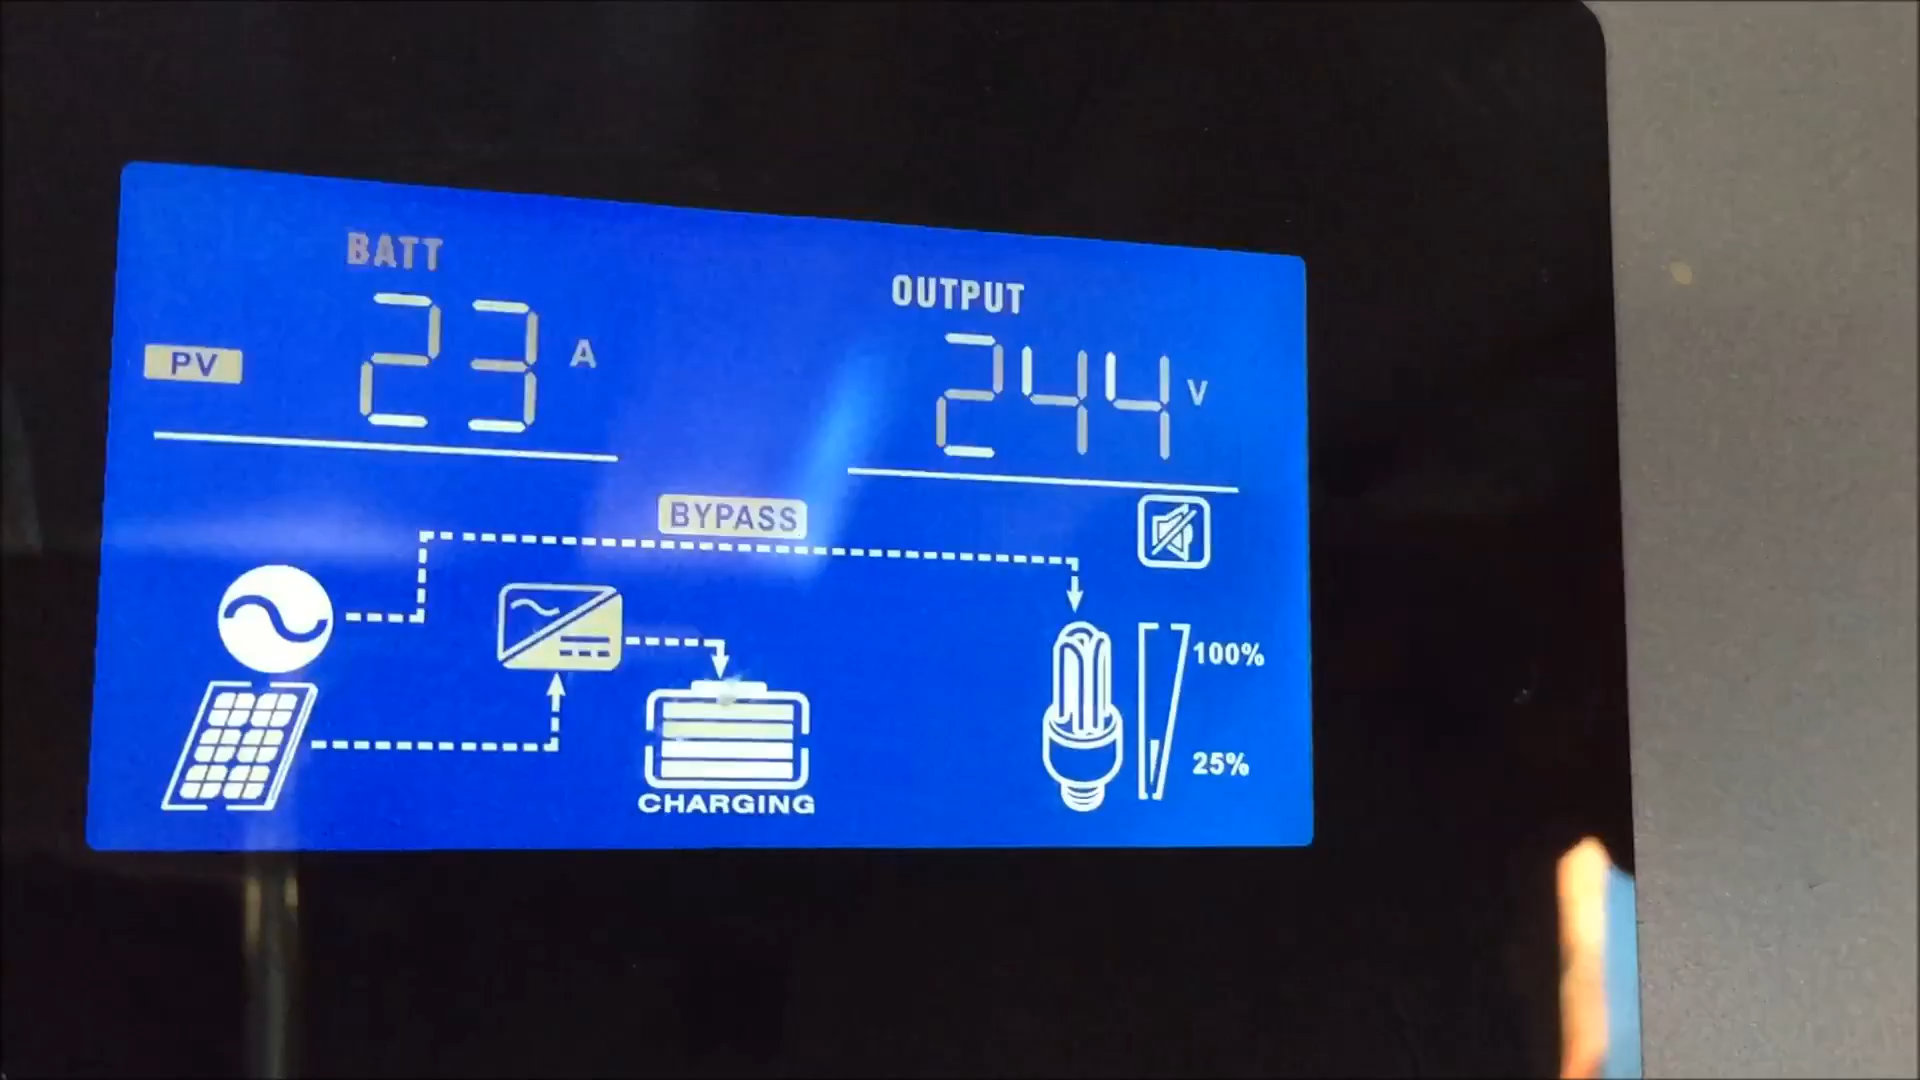 BATT
PV 23 A
OUTPUT
244 V
BYPASS
100%
25%
CHARGING